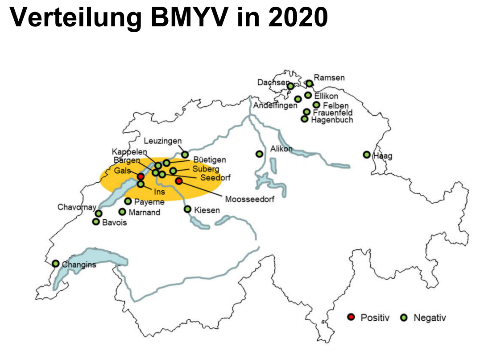 Verteilung BMYV in 2020
Ramsen
Dachsen
Ellikon
Andelfingen
Felben
Frauenfeld
Hagenbuch
Leuzingen
Kappelen
Alikon
Haag
Büetigen
Bargen
Suberg
Gals
Seedorf
Ins
Moosseedorf
Payerne
Chavornay
Marnand
Kiesen
Bavois
Changins
Positiv
Negativ